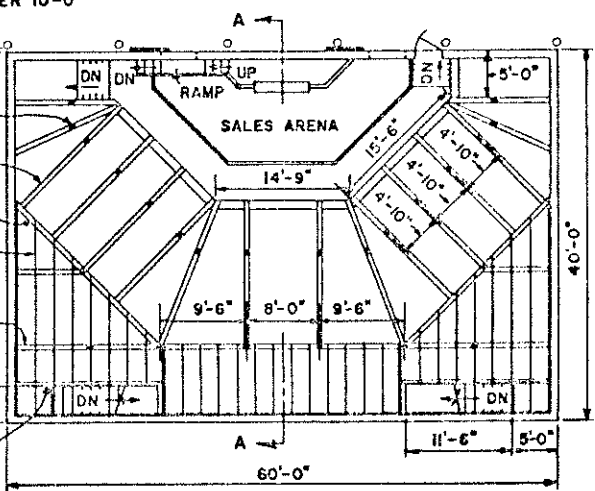 ER 10'-0"
A
DN
DN
UP
RAMP
DN
5'-0"
SALES ARENA
15'-6"
4'-10"
4'-10"
4'-10"
14'-9"
40'-0"
9'-6"
8'-0"
9'-6"
DN
DN
A
11'-6"
5'-0"
60'-0"